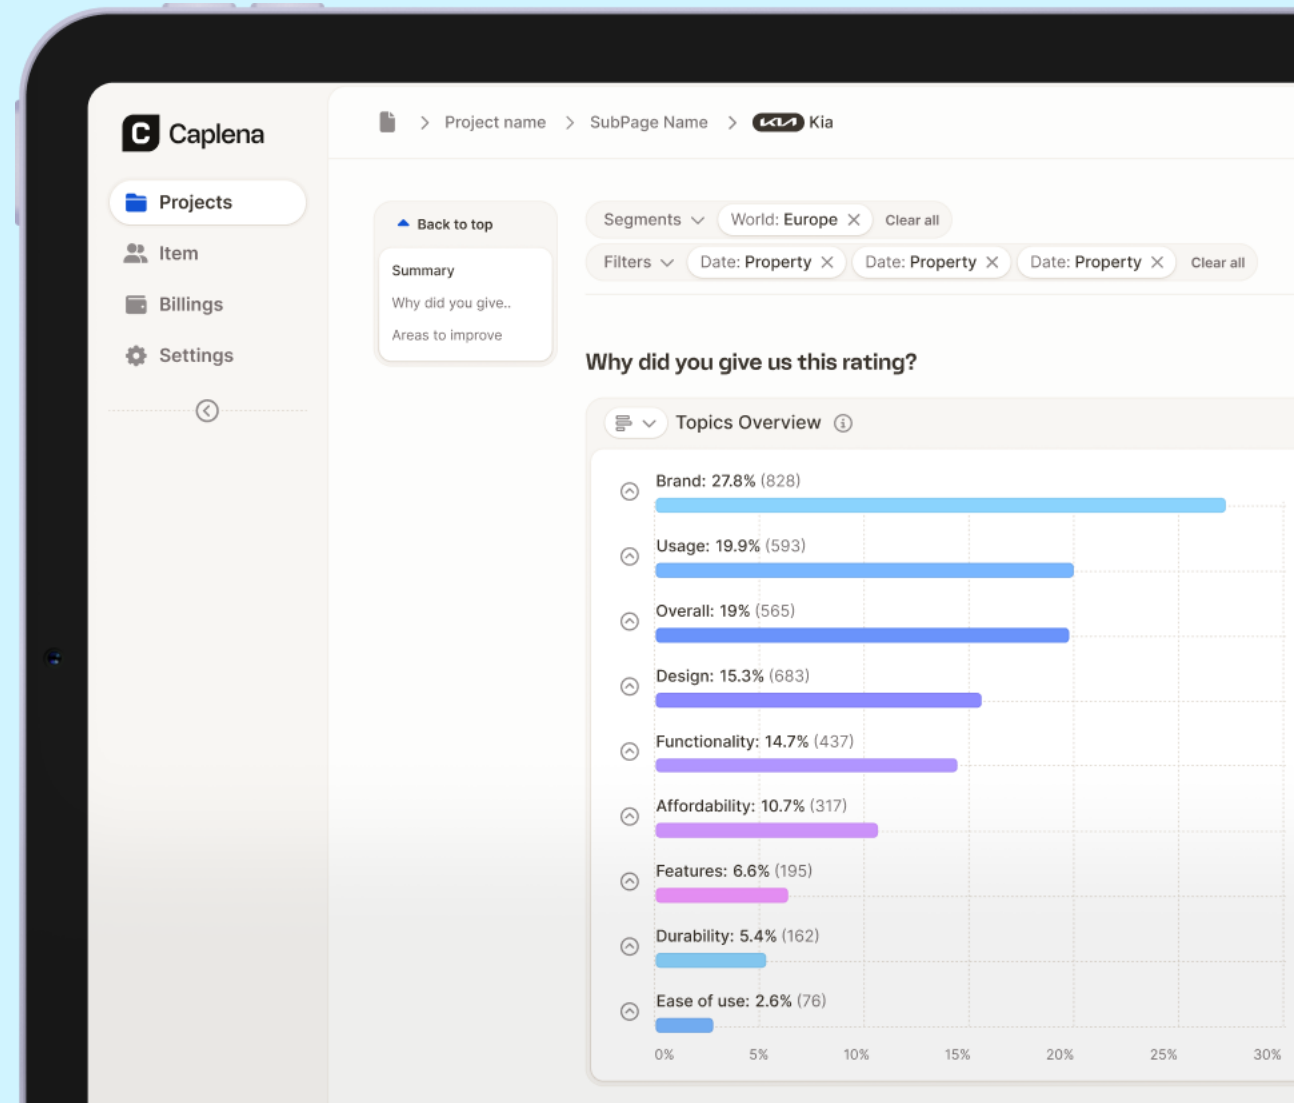 Caplena
Projects
Item
Billings
Settings
Project name
SubPage Name
KIA Kia
Back to top
Summary
Why did you give..
Areas to improve
Segments World: Europe Clear all
Filters Date: Property Date: Property Date: Property Clear all
Why did you give us this rating?
Topics Overview
Brand: 27.8% (828)
Usage: 19.9% (593)
Overall: 19% (565)
Design: 15.3% (683)
Functionality: 14.7% (437)
Affordability: 10.7% (317)
Features: 6.6% (195)
Durability: 5.4% (162)
Ease of use: 2.6% (76)
0% 5% 10% 15% 20% 25% 30%